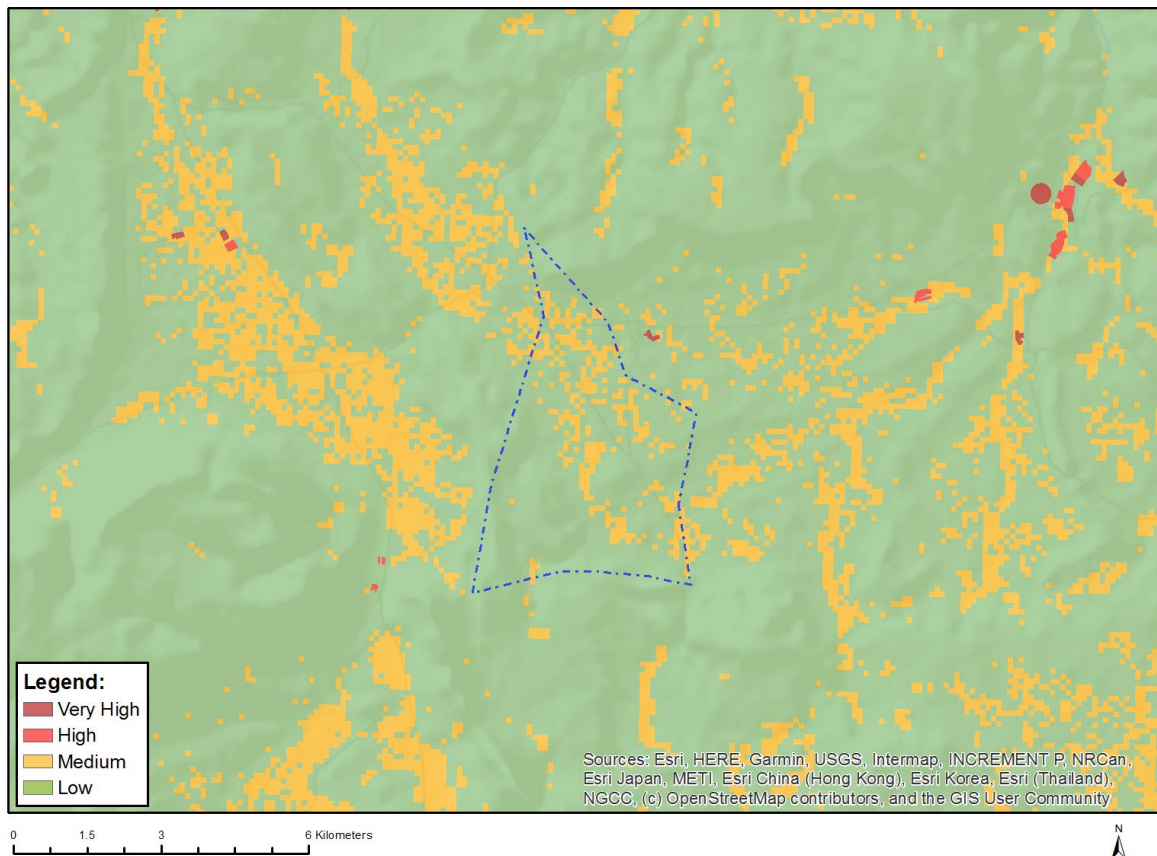 Legend:
Very High
High
Medium
Low
Sources: Esri, HERE, Garmin, USGS, Intermap, INCREMENT P, NRCan,
Esri Japan, METI, Esri China (Hong Kong), Esri Korea, Esri (Thailand),
NGCC, (c) OpenStreetMap contributors, and the GIS User Community
0 1.5 3 6 Kilometers
N